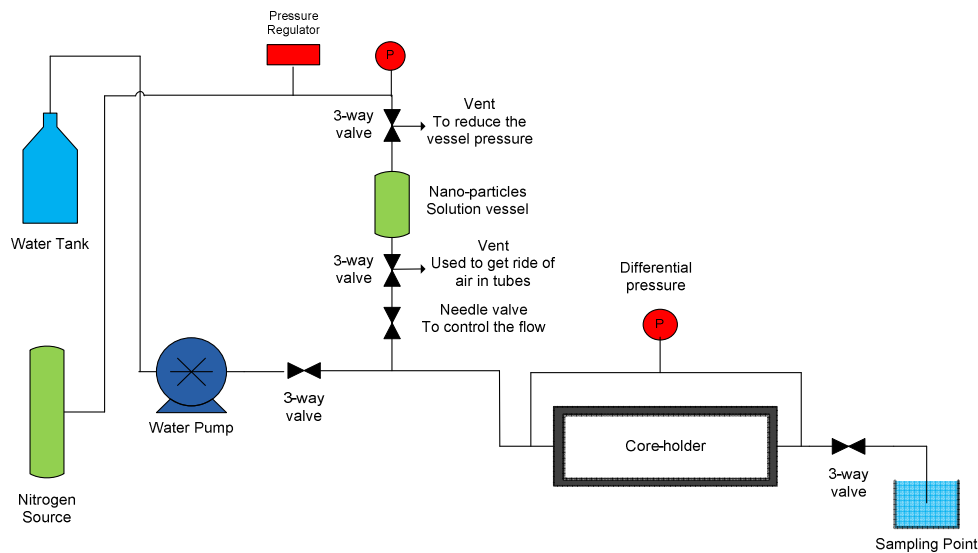 Pressure
Regulator
P
3-way
valve
Vent
To reduce the
vessel pressure
Nano-particles
Solution vessel
Water Tank
3-way
valve
Vent
Used to get ride of
air in tubes
Needle valve
To control the flow
Differential
pressure
P
Water Pump
3-way
valve
Core-holder
3-way
valve
Nitrogen
Source
Sampling Point